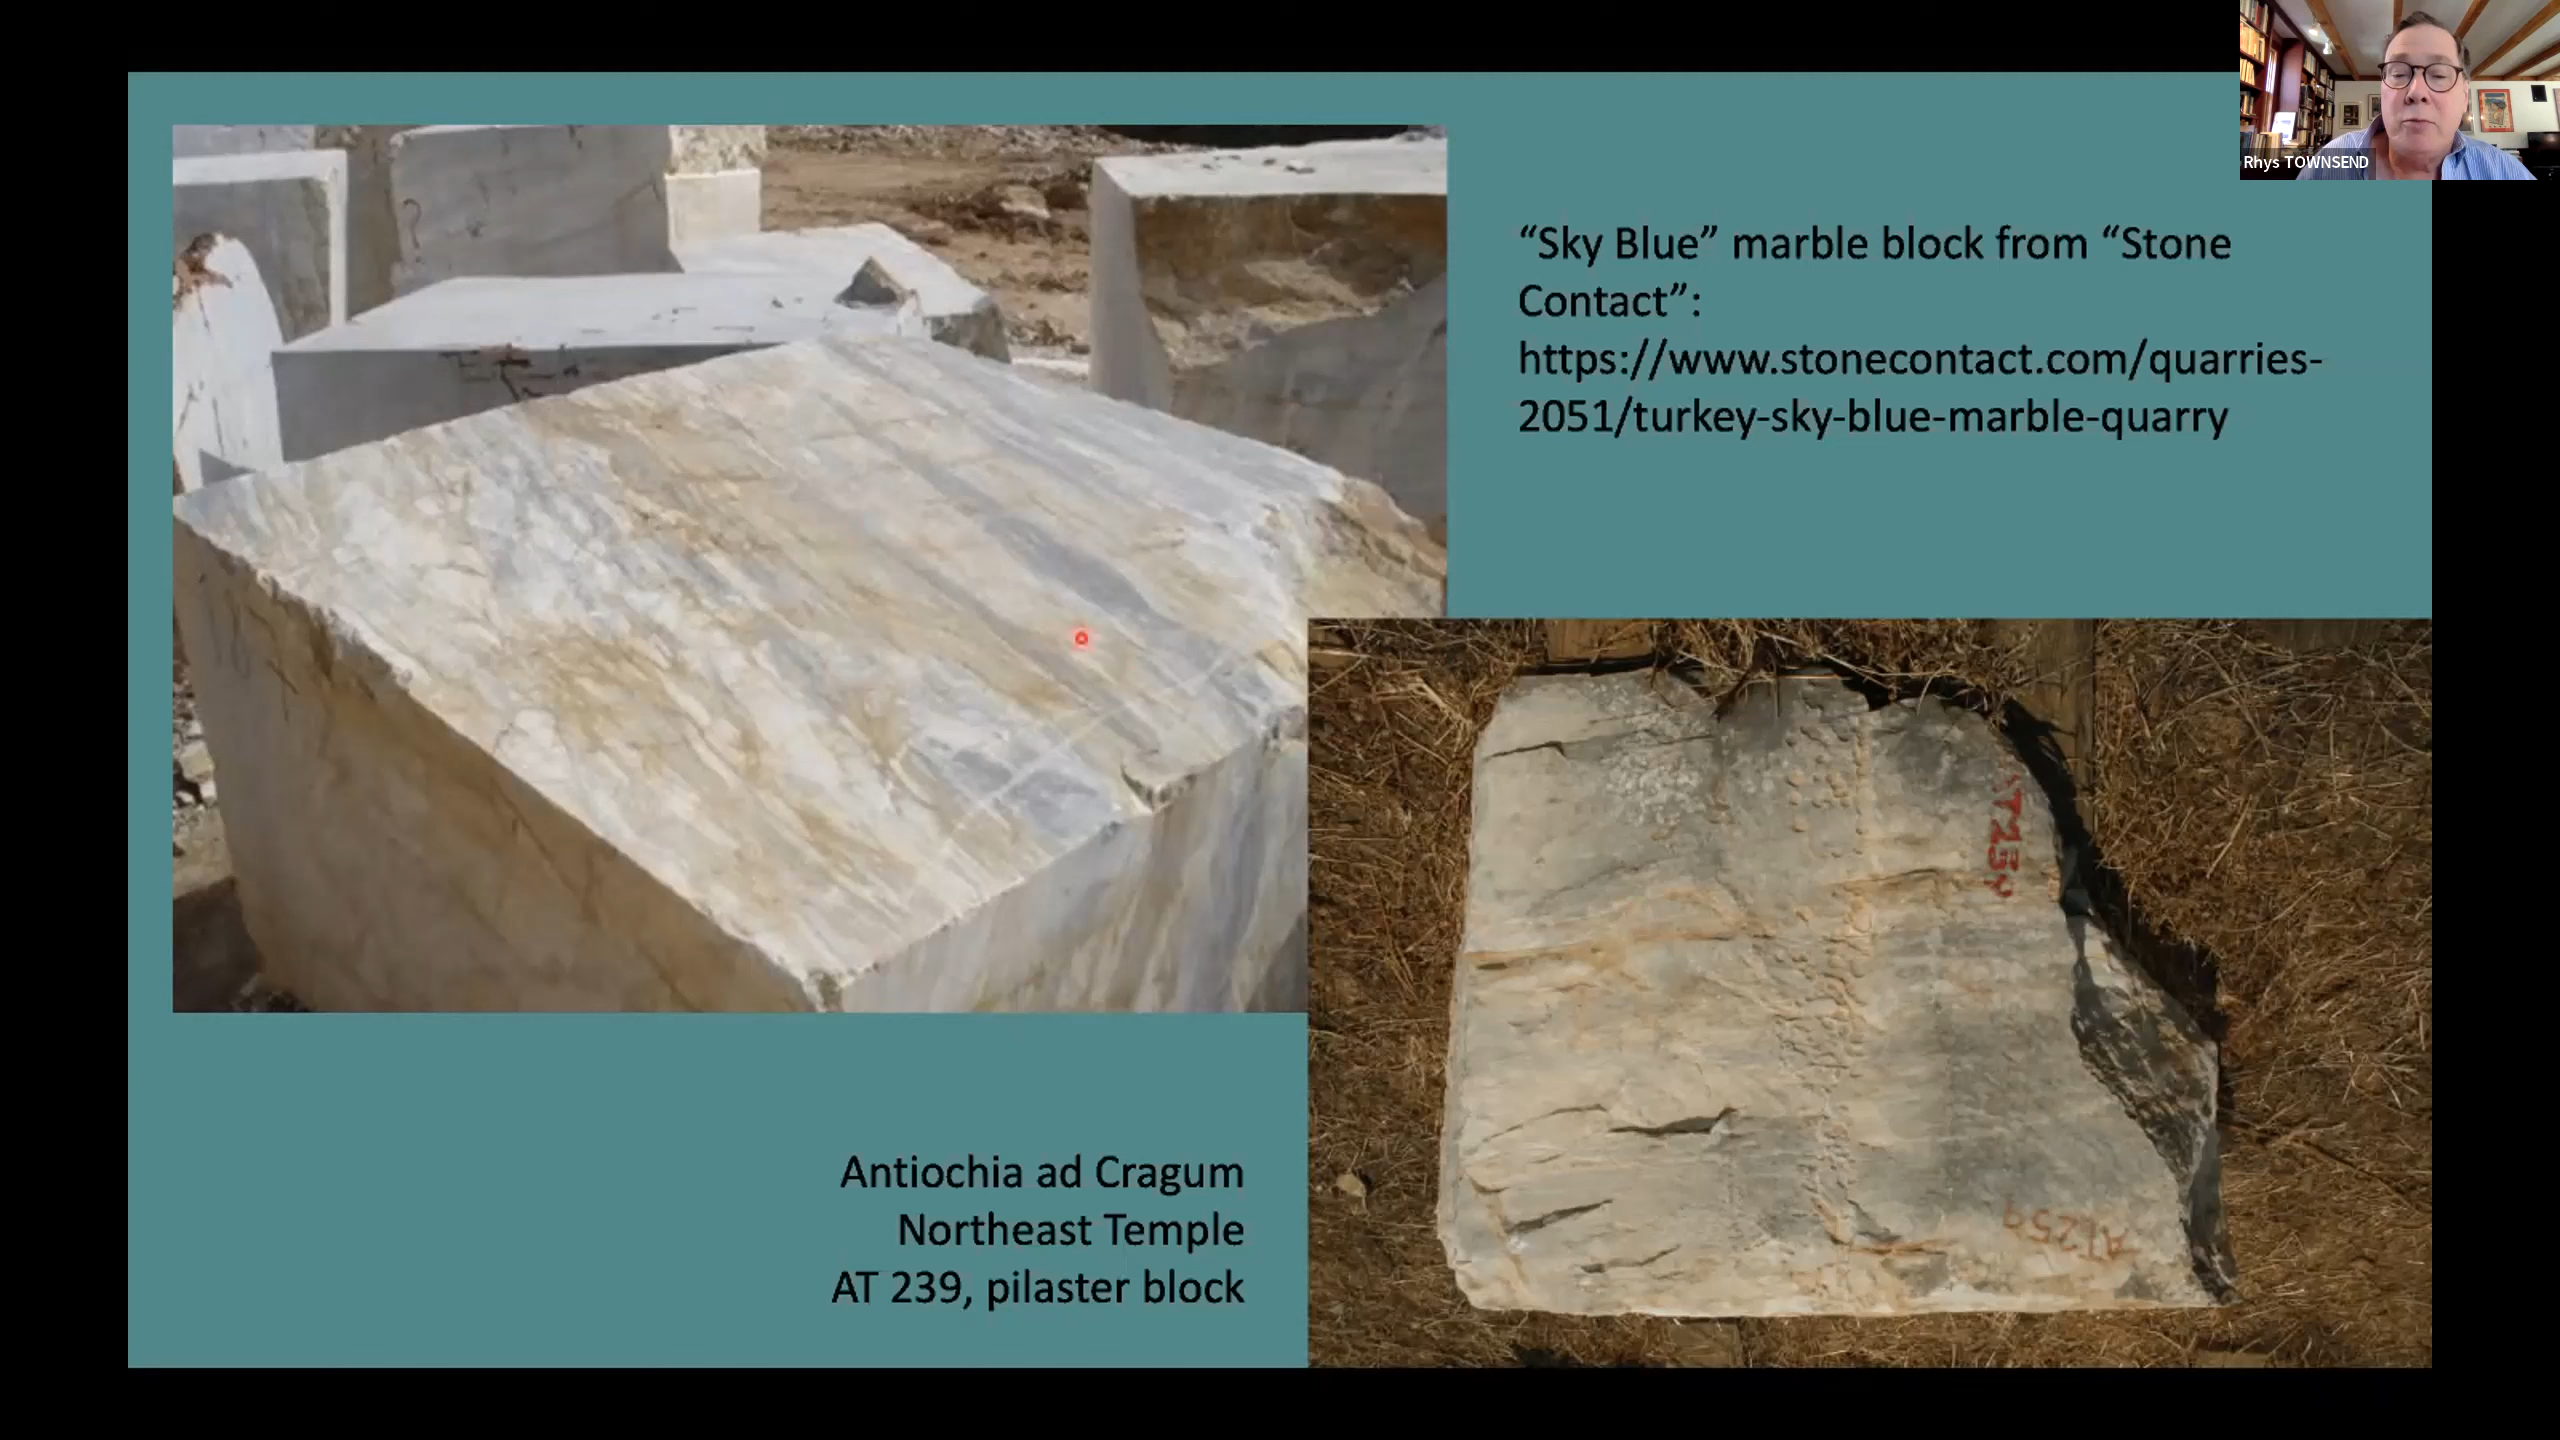 Rhys TOWNSEND
“Sky Blue” marble block from “Stone
Contact”:
https://www.stonecontact.com/quarries-
2051/turkey-sky-blue-marble-quarry
AT259
Antiochia ad Cragum
Northeast Temple
AT 239, pilaster block